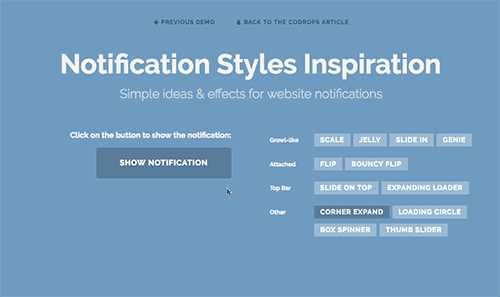 PREVIOUS DEMO BACK TO THE CODROPS ARTICLE
Notification Styles Inspiration
Simple ideas & effects for website notifications
Click on the button to show the notification:
SHOW NOTIFICATION
Growl-like SCALE JELLY SLIDE IN GENIE
Attached FLIP BOUNCY FLIP
Top Bar SLIDE ON TOP EXPANDING LOADER
Other CORNER EXPAND LOADING CIRCLE
BOX SPINNER THUMB SLIDER